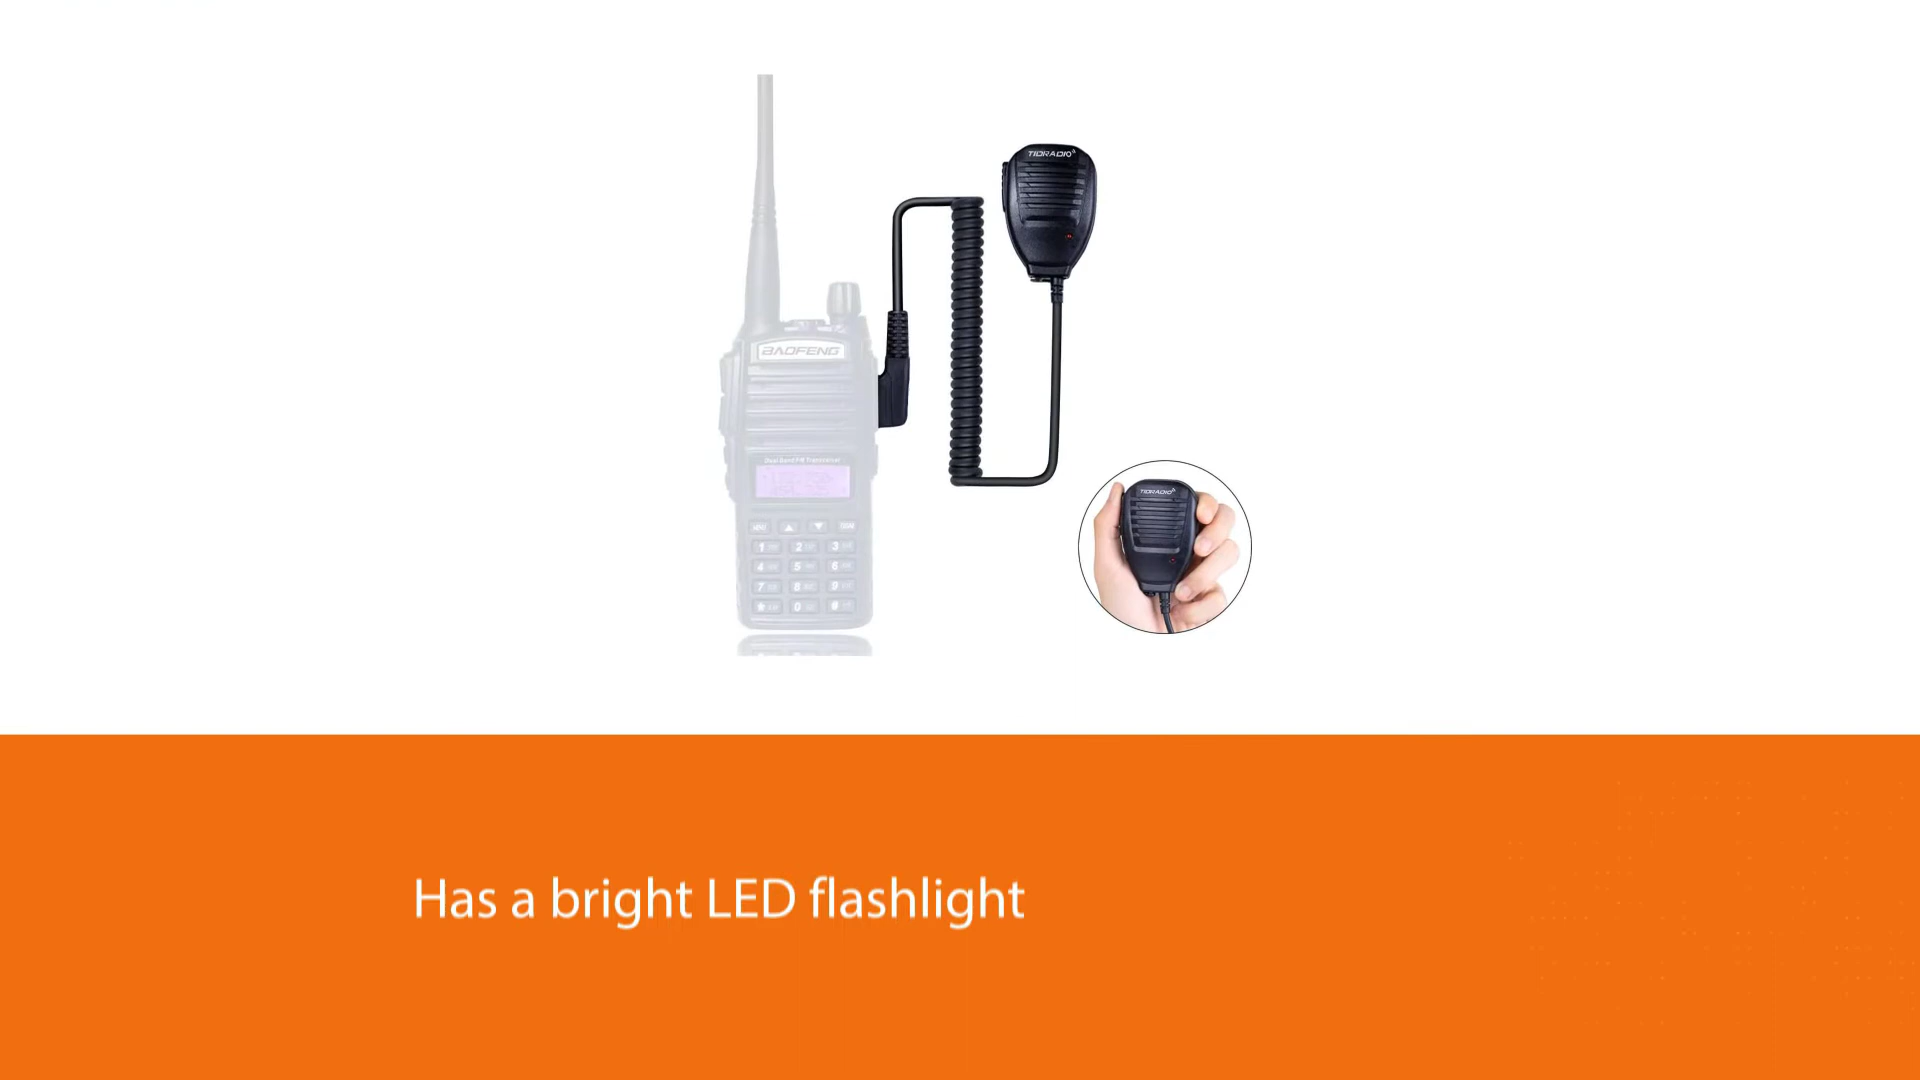 TIDRADIO
BAOFENG
Dual Band FM Transceiver
MENU
1 2 3
4 5 6
7 8 9
* 0 #
TIDRADIO
Has a bright LED flashlight